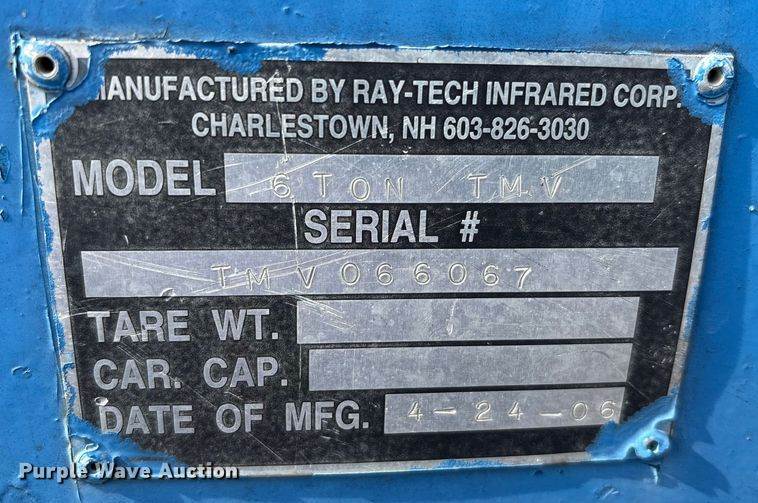 MANUFACTURED BY RAY-TECH INFRARED CORP.
CHARLESTOWN, NH 603-826-3030
MODEL 6 TON TMV
SERIAL #
TMV066067
TARE WT.
CAR. CAP.
DATE OF MFG. 4-24-06
Purple Wave Auction